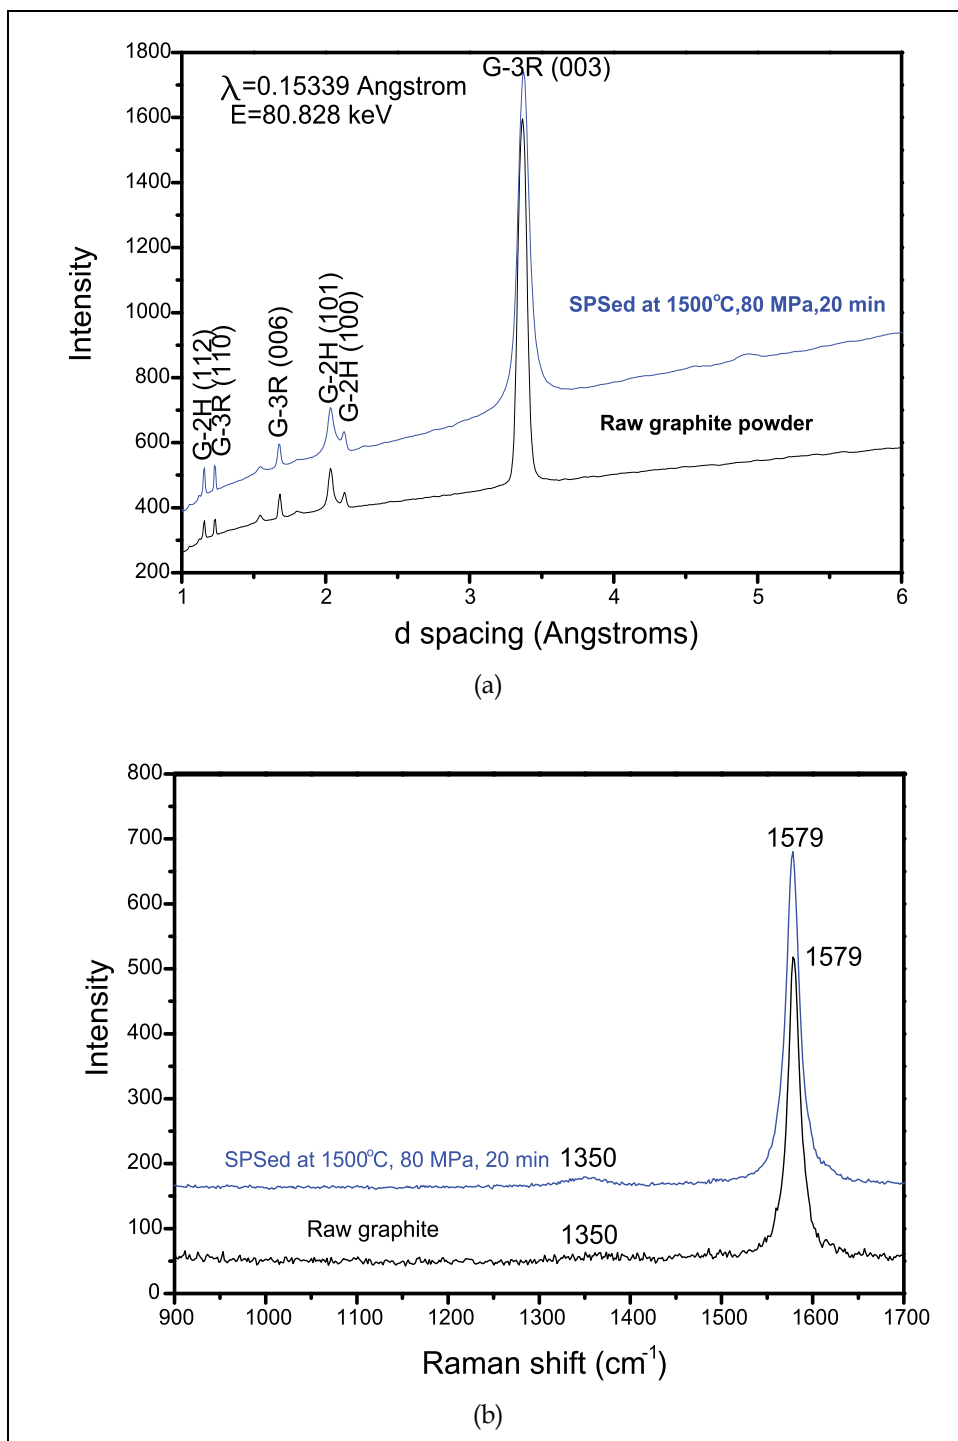 1800
1600
1400
1200
1000
800
600
400
200
Intensity
λ=0.15339 Angstrom
E=80.828 keV
G-3R (003)
G-2H (112)
G-3R (110)
G-3R (006)
G-2H (101)
G-2H (100)
SPSed at 1500°C,80 MPa,20 min
Raw graphite powder
1 2 3 4 5 6
d spacing (Angstroms)
(a)
800
700
600
500
400
300
200
100
0
Intensity
1579
1579
SPSed at 1500°C, 80 MPa, 20 min 1350
Raw graphite 1350
900 1000 1100 1200 1300 1400 1500 1600 1700
Raman shift (cm⁻¹)
(b)